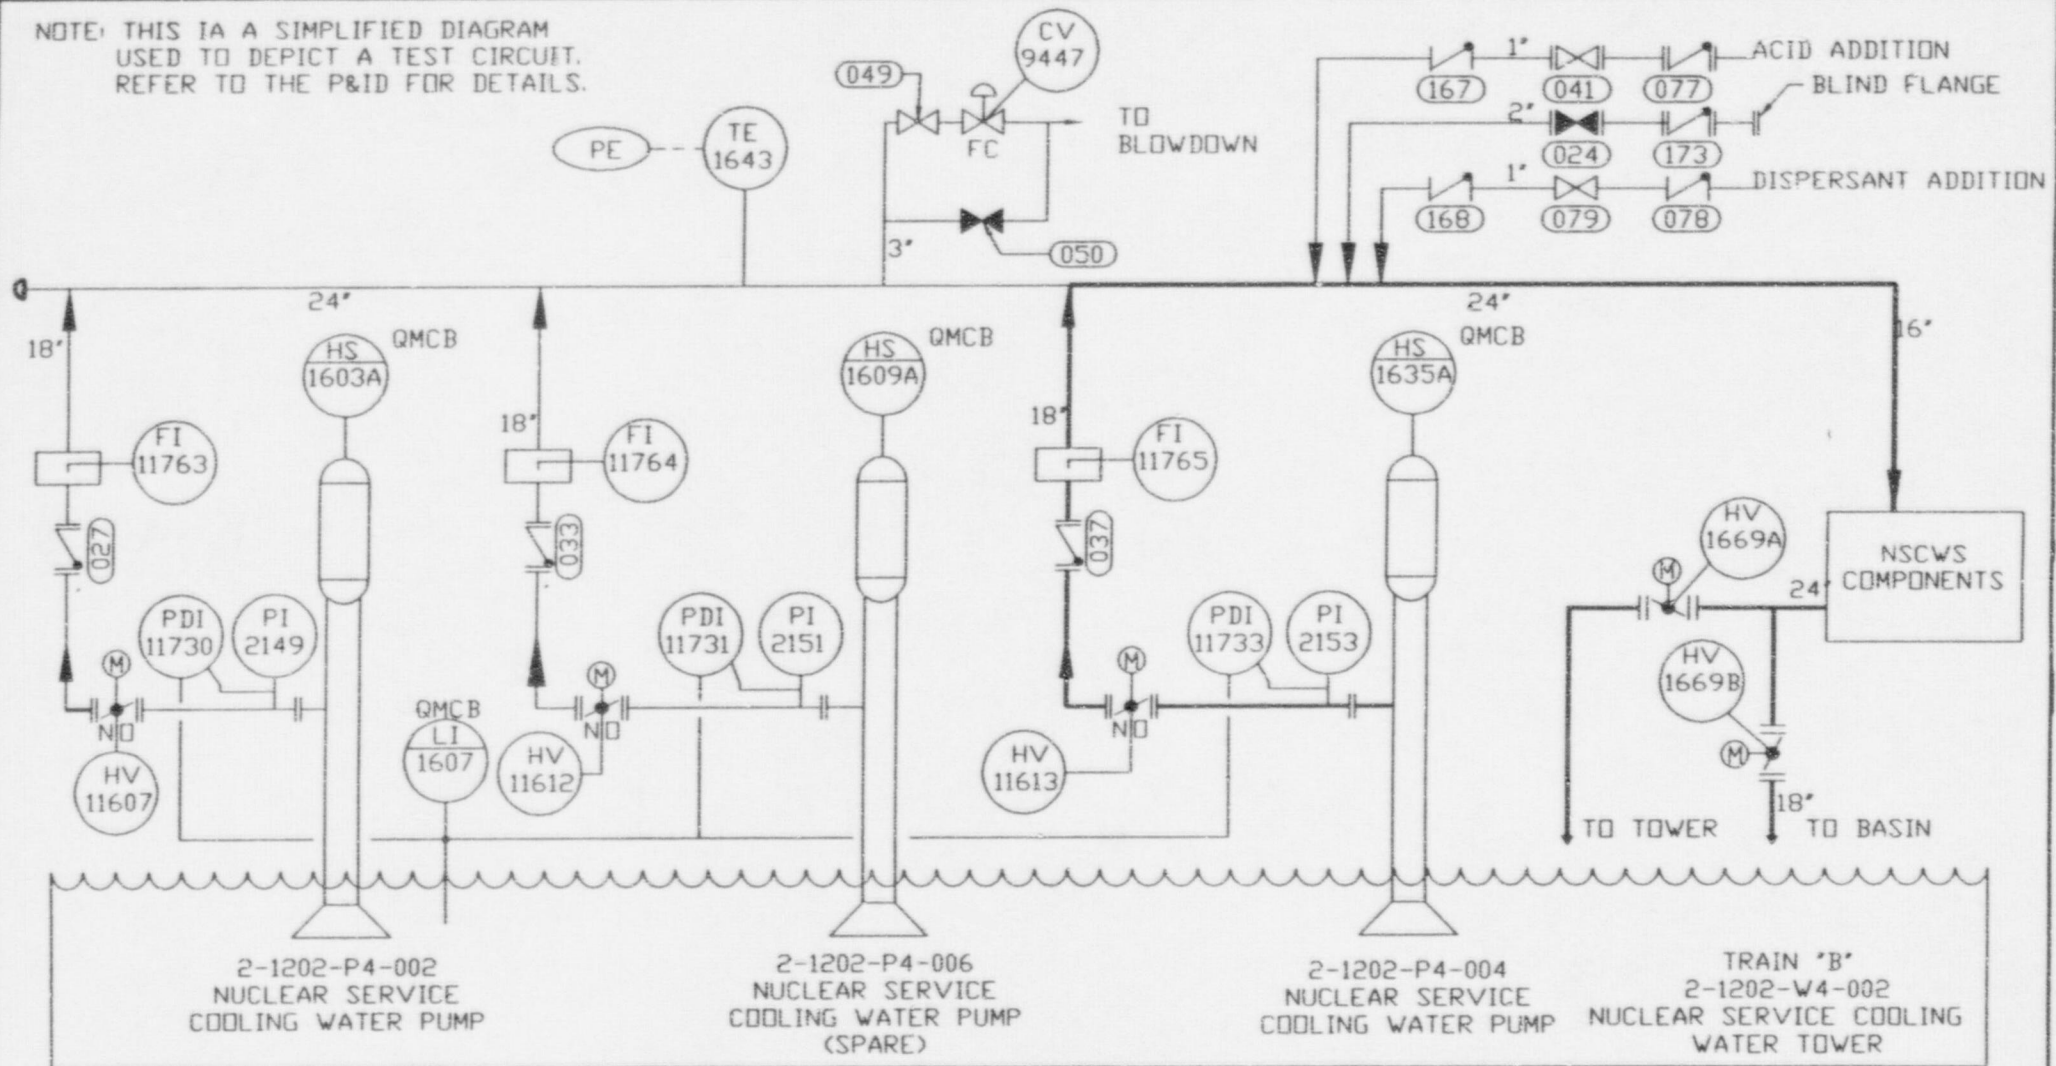 NOTE: THIS IA A SIMPLIFIED DIAGRAM
USED TO DEPICT A TEST CIRCUIT.
REFER TO THE P&ID FOR DETAILS.
PE
TE
1643
049
CV
9447
FC
TO
BLOWDOWN
050
3"
167
1"
041
077
ACID ADDITION
BLIND FLANGE
2"
024
173
168
1"
079
078
DISPERSANT ADDITION
24"
24"
16"
18"
HS
1603A
QMCB
HS
1609A
QMCB
HS
1635A
QMCB
FI
11763
18"
FI
11764
18"
FI
11765
027
033
037
HV
1669A
M
24"
NSCWS
COMPONENTS
PDI
11730
PI
2149
PDI
11731
PI
2151
PDI
11733
PI
2153
M
NO
HV
11607
QMCB
LI
1607
M
NO
HV
11612
M
NO
HV
11613
HV
1669B
M
18"
TO TOWER
TO BASIN
2-1202-P4-002
NUCLEAR SERVICE
COOLING WATER PUMP
2-1202-P4-006
NUCLEAR SERVICE
COOLING WATER PUMP
(SPARE)
2-1202-P4-004
NUCLEAR SERVICE
COOLING WATER PUMP
TRAIN "B"
2-1202-W4-002
NUCLEAR SERVICE COOLING
WATER TOWER